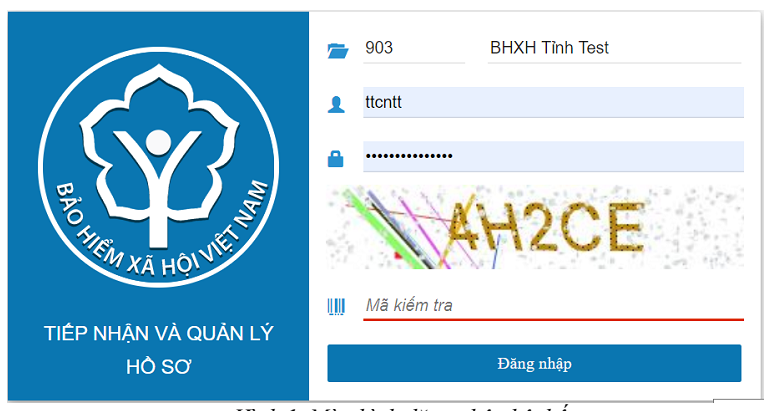 BẢO HIỂM XÃ HỘI VIỆT NAM
TIẾP NHẬN VÀ QUẢN LÝ
HỒ SƠ
903 BHXH Tỉnh Test
ttcntt
•••••••••••••••
4H2CE
Mã kiểm tra
Đăng nhập